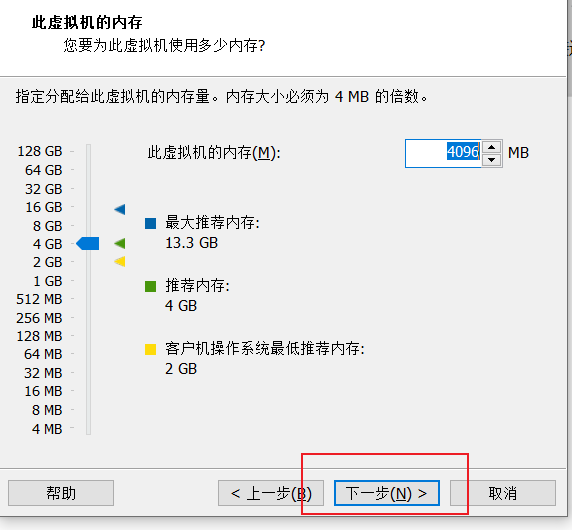 此虚拟机的内存
您要为此虚拟机使用多少内存?
指定分配给此虚拟机的内存量。内存大小必须为 4 MB 的倍数。
128 GB
64 GB
32 GB
16 GB
8 GB
4 GB
2 GB
1 GB
512 MB
256 MB
128 MB
64 MB
32 MB
16 MB
8 MB
4 MB
此虚拟机的内存(M): 4096 MB
最大推荐内存:
13.3 GB
推荐内存:
4 GB
客户机操作系统最低推荐内存:
2 GB
帮助 < 上一步(B) 下一步(N) > 取消